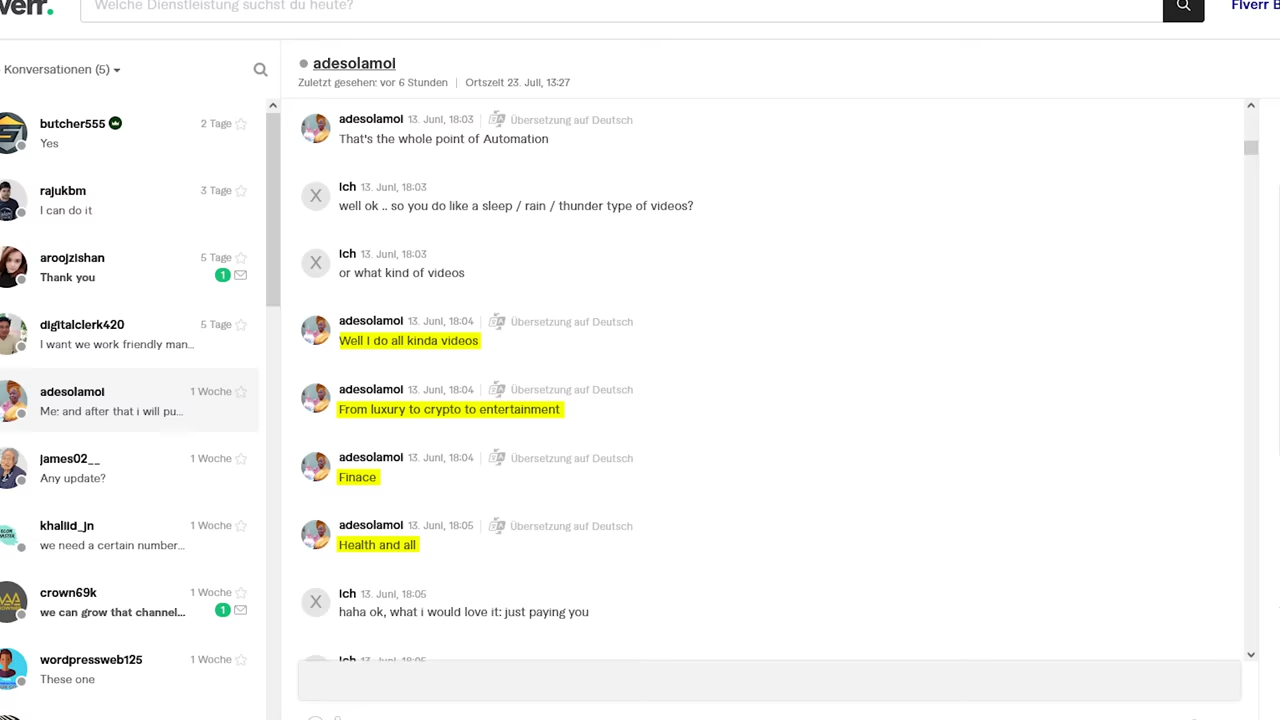 verr.
Welche Dienstleistung suchst du heute?
Fiverr B
Konversationen (5)
butcher555 2 Tage
Yes
rajukbm 3 Tage
I can do it
aroojzishan 5 Tage
Thank you 1
digitalclerk420 5 Tage
I want we work friendly man...
adesolamol 1 Woche
Me: and after that i will pu...
james02__ 1 Woche
Any update?
khaliid_jn 1 Woche
we need a certain number...
crown69k 1 Woche
we can grow that channel... 1
wordpressweb125 1 Woche
These one
adesolamol
Zuletzt gesehen: vor 6 Stunden | Ortszeit 23. Juli, 13:27
adesolamol 13. Juni, 18:03 | Übersetzung auf Deutsch
That's the whole point of Automation
X Ich 13. Juni, 18:03
well ok .. so you do like a sleep / rain / thunder type of videos?
X Ich 13. Juni, 18:03
or what kind of videos
adesolamol 13. Juni, 18:04 | Übersetzung auf Deutsch
Well I do all kinda videos
adesolamol 13. Juni, 18:04 | Übersetzung auf Deutsch
From luxury to crypto to entertainment
adesolamol 13. Juni, 18:04 | Übersetzung auf Deutsch
Finace
adesolamol 13. Juni, 18:05 | Übersetzung auf Deutsch
Health and all
X Ich 13. Juni, 18:05
haha ok, what i would love it: just paying you
Ich 13. Juni, 18:05